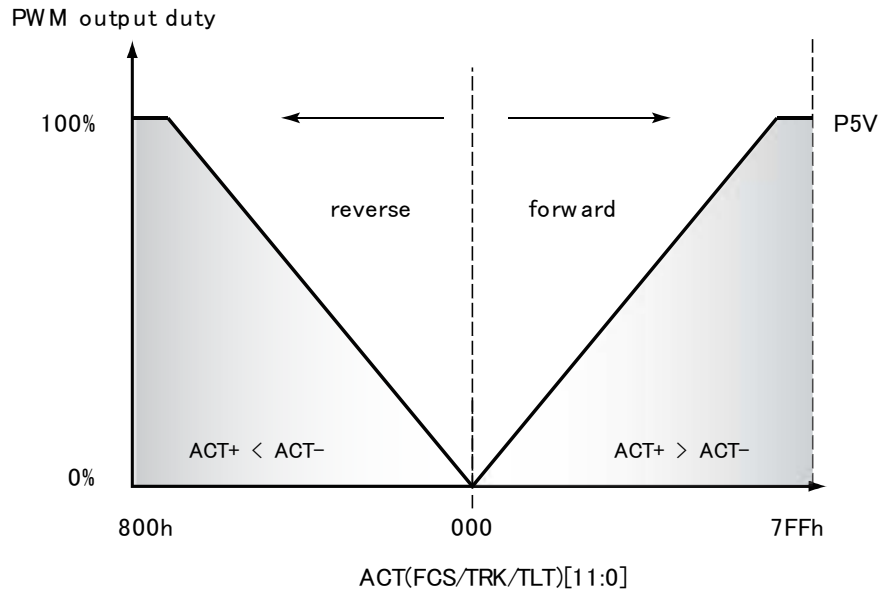 PWM output duty
100%
P5V
reverse
forward
ACT+ < ACT-
ACT+ > ACT-
0%
800h
000
7FFh
ACT(FCS/TRK/TLT)[11:0]